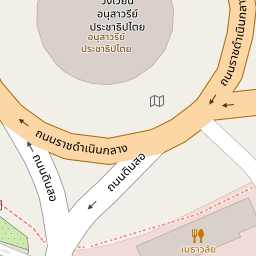 วงเวียน
อนุสาวรีย์
ประชาธิปไตย
อนุสาวรีย์
ประชาธิปไตย
ถนนราชดำเนินกลาง
ถนนราชดำเนินกลาง
ถนนดินสอ
ถนนดินสอ
เมธาวลัย